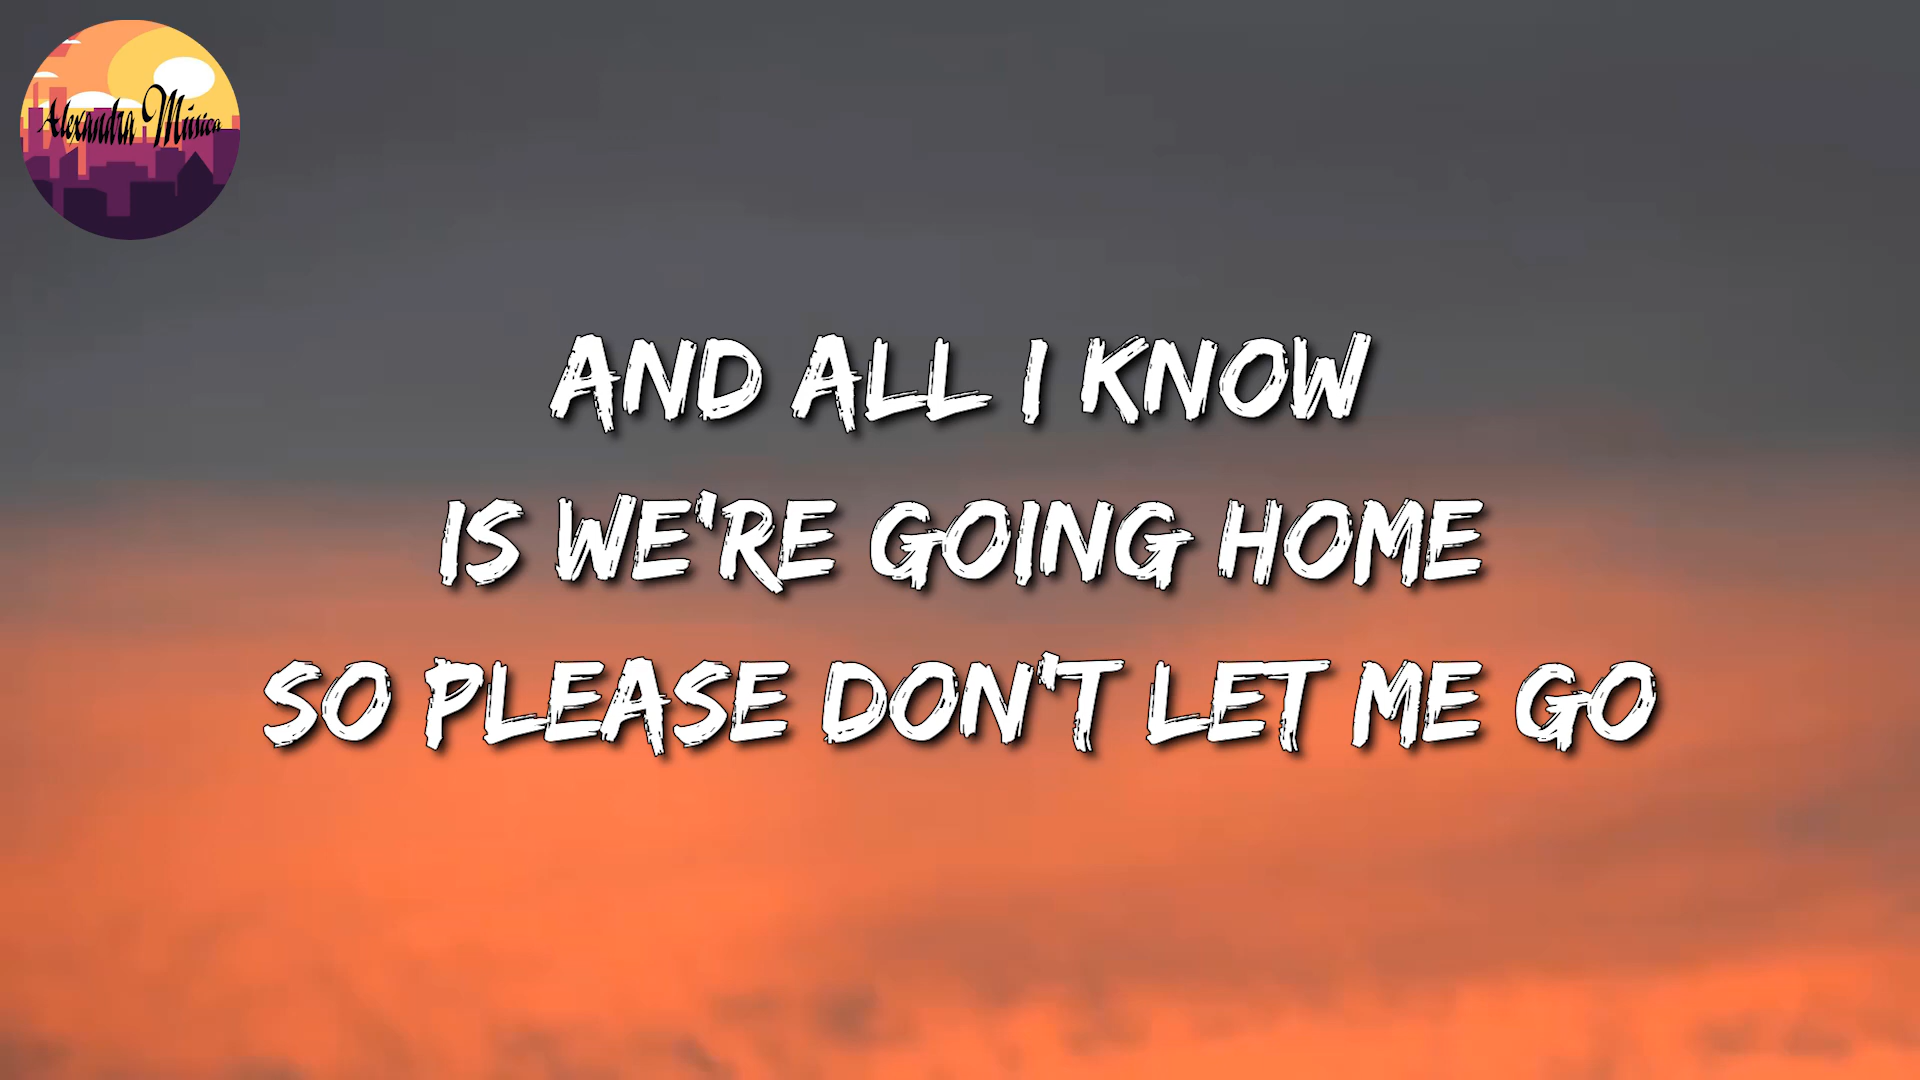 Alexandra Música
AND ALL I KNOW
IS WE'RE GOING HOME
SO PLEASE DON'T LET ME GO